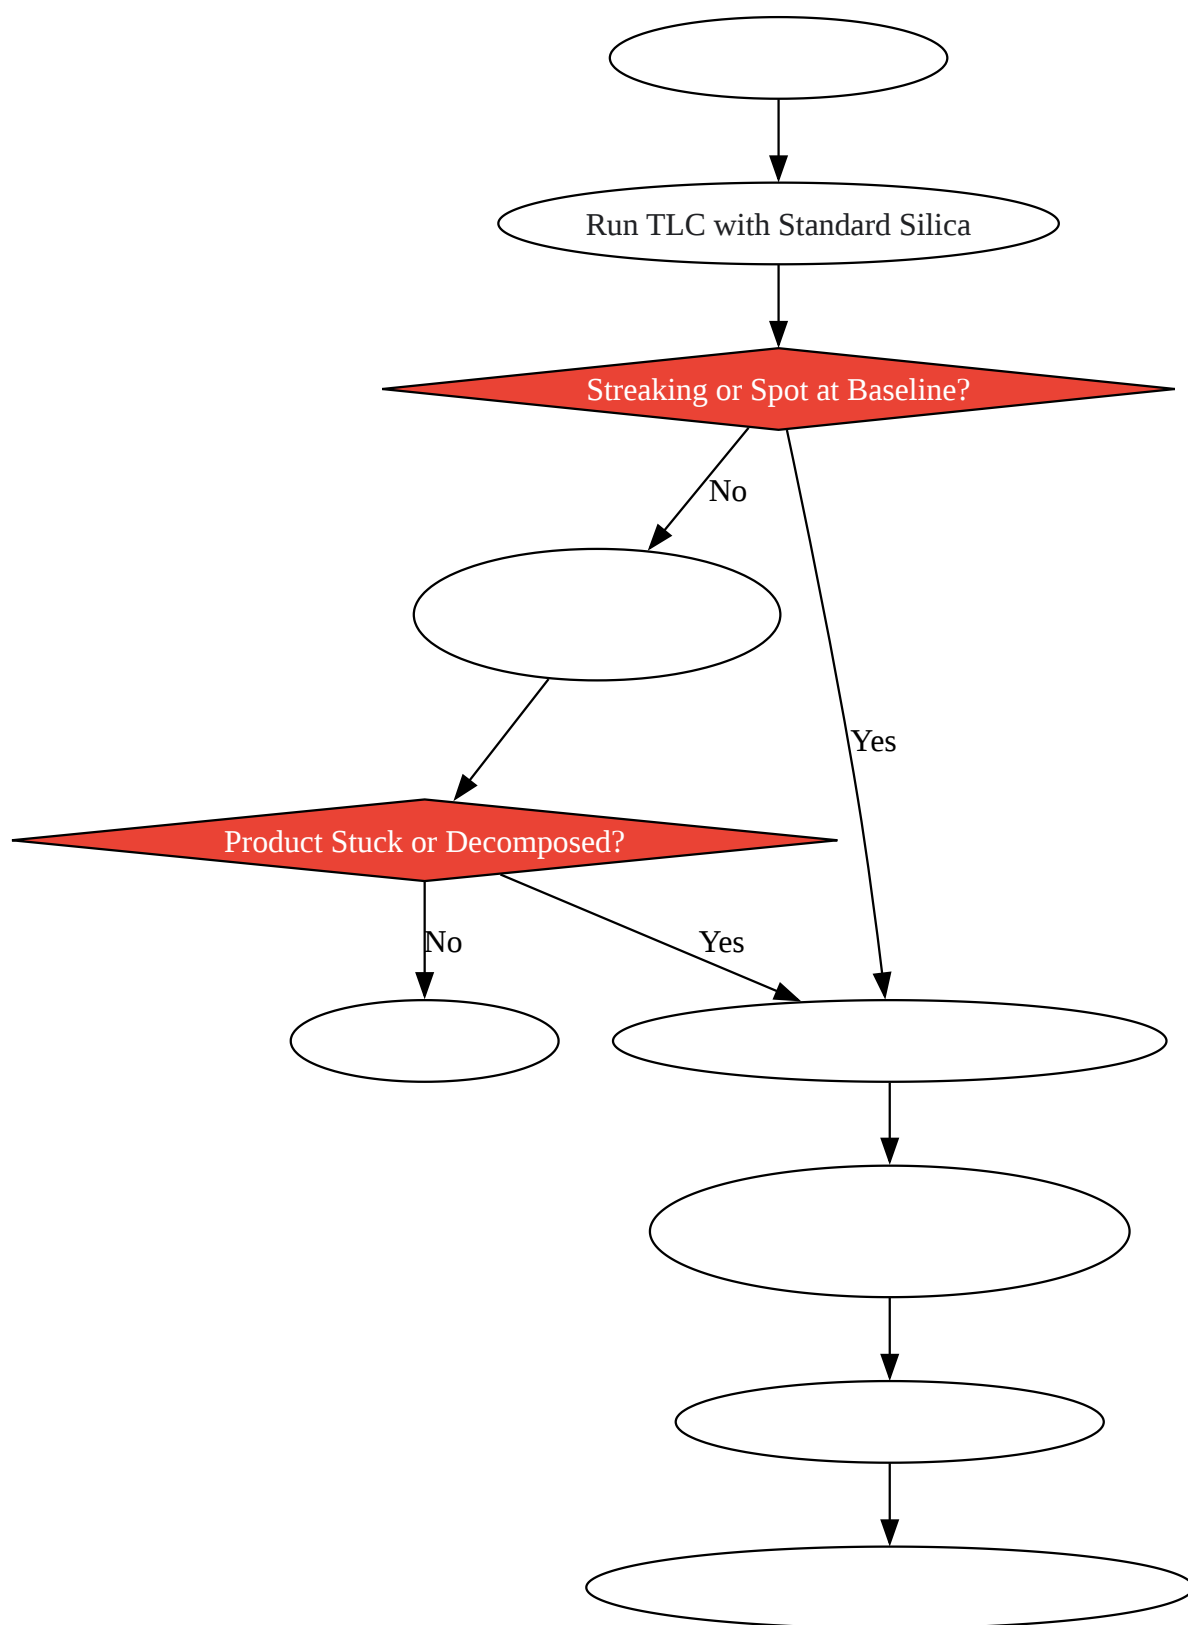 Run TLC with Standard Silica
Streaking or Spot at Baseline?
No
Yes
Product Stuck or Decomposed?
No
Yes